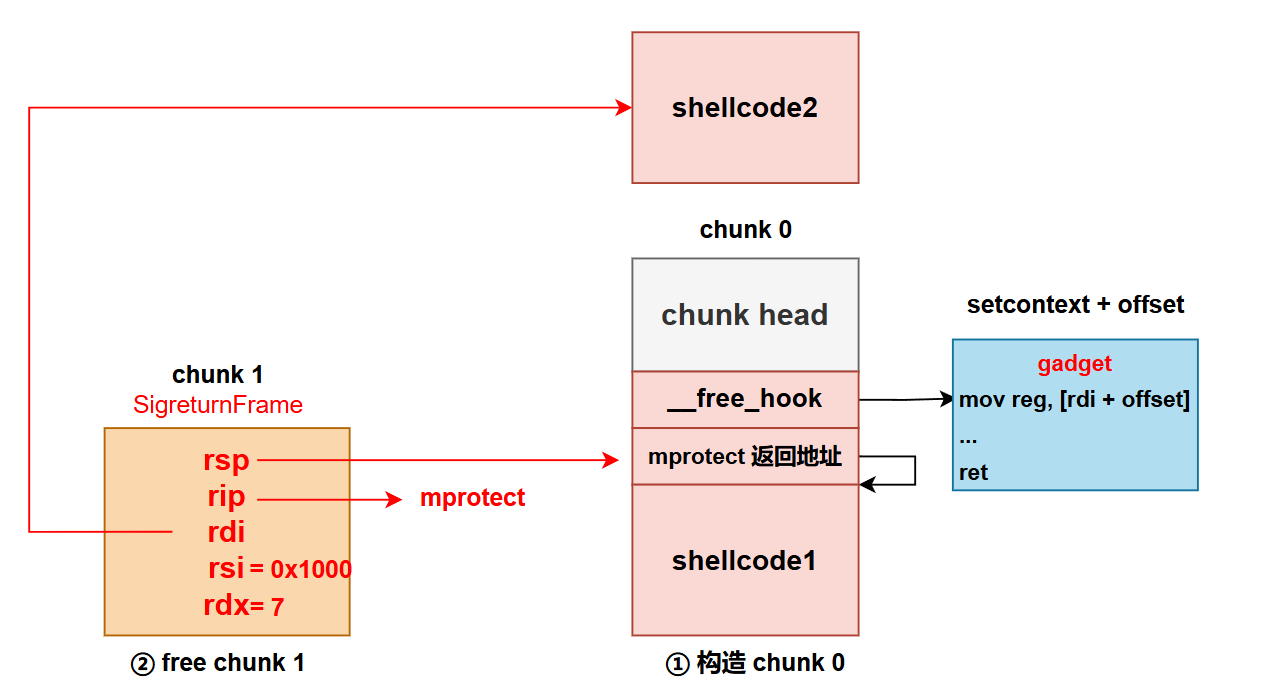 shellcode2
chunk 0
chunk head
__free_hook
mprotect 返回地址
shellcode1
① 构造 chunk 0
setcontext + offset
gadget
mov reg, [rdi + offset]
...
ret
chunk 1
SigreturnFrame
rsp
rip
mprotect
rdi
rsi = 0x1000
rdx= 7
② free chunk 1